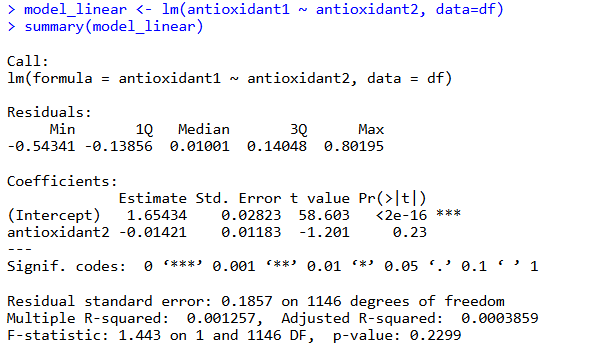 > model_linear <- lm(antioxidant1 ~ antioxidant2, data=df)
> summary(model_linear)

Call:
lm(formula = antioxidant1 ~ antioxidant2, data = df)

Residuals:
     Min       1Q   Median       3Q      Max
-0.54341 -0.13856  0.01001  0.14048  0.80195

Coefficients:
             Estimate Std. Error t value Pr(>|t|)
(Intercept)   1.65434    0.02823  58.603   <2e-16 ***
antioxidant2 -0.01421    0.01183  -1.201     0.23
---
Signif. codes:  0 ‘***’ 0.001 ‘**’ 0.01 ‘*’ 0.05 ‘.’ 0.1 ‘ ’ 1

Residual standard error: 0.1857 on 1146 degrees of freedom
Multiple R-squared:  0.001257,  Adjusted R-squared:  0.0003859
F-statistic: 1.443 on 1 and 1146 DF,  p-value: 0.2299